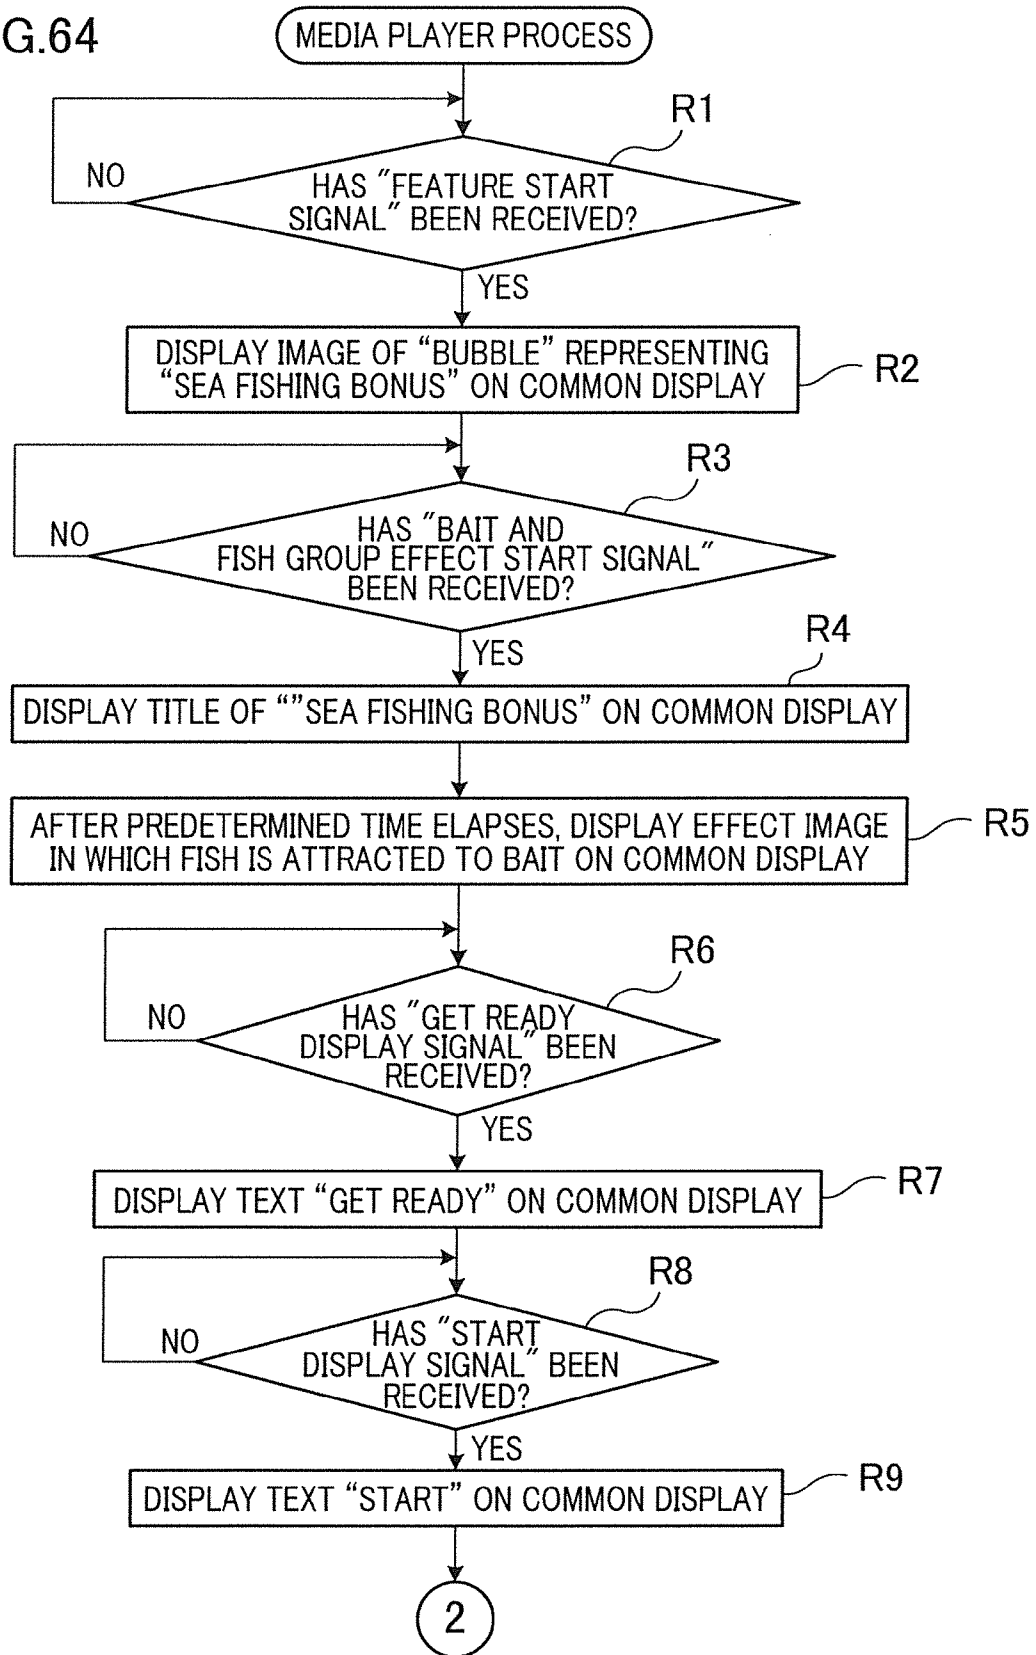 G.64
MEDIA PLAYER PROCESS
R1
NO
HAS "FEATURE START
SIGNAL" BEEN RECEIVED?
YES
DISPLAY IMAGE OF “BUBBLE” REPRESENTING
“SEA FISHING BONUS” ON COMMON DISPLAY
R2
R3
NO
HAS "BAIT AND
FISH GROUP EFFECT START SIGNAL"
BEEN RECEIVED?
YES
R4
DISPLAY TITLE OF “”SEA FISHING BONUS” ON COMMON DISPLAY
AFTER PREDETERMINED TIME ELAPSES, DISPLAY EFFECT IMAGE
IN WHICH FISH IS ATTRACTED TO BAIT ON COMMON DISPLAY
R5
R6
NO
HAS "GET READY
DISPLAY SIGNAL" BEEN
RECEIVED?
YES
DISPLAY TEXT “GET READY” ON COMMON DISPLAY
R7
R8
NO
HAS "START
DISPLAY SIGNAL" BEEN
RECEIVED?
YES
DISPLAY TEXT “START” ON COMMON DISPLAY
R9
2